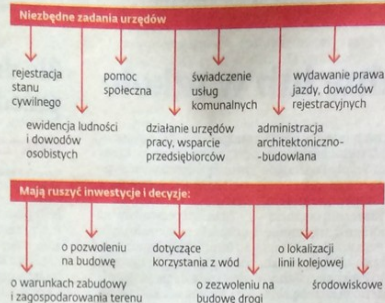 Niezbędne zadania urzędów
rejestracja
stanu
cywilnego
pomoc
społeczna
świadczenie
usług
komunalnych
wydawanie prawa
jazdy, dowodów
rejestracyjnych
ewidencja ludności
i dowodów
osobistych
działanie urzędów
pracy, wsparcie
przedsiębiorców
administracja
architektoniczno-
-budowlana
Mają ruszyć inwestycje i decyzje:
o pozwoleniu
na budowę
dotyczące
korzystania z wód
o lokalizacji
linii kolejowej
o warunkach zabudowy
i zagospodarowania terenu
o zezwoleniu na
budowę drogi
środowiskowe